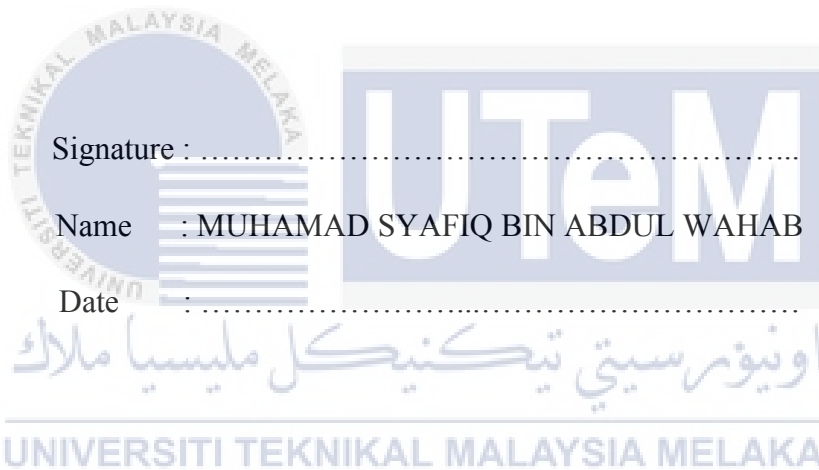 UNIVERSITI TEKNIKAL MALAYSIA MELAKA
UTeM
Signature : ………………………………………………………...
Name : MUHAMAD SYAFIQ BIN ABDUL WAHAB
Date : ………………………...……………………………
اونيۏرسيتي تيكنيكل مليسيا ملاك
UNIVERSITI TEKNIKAL MALAYSIA MELAKA